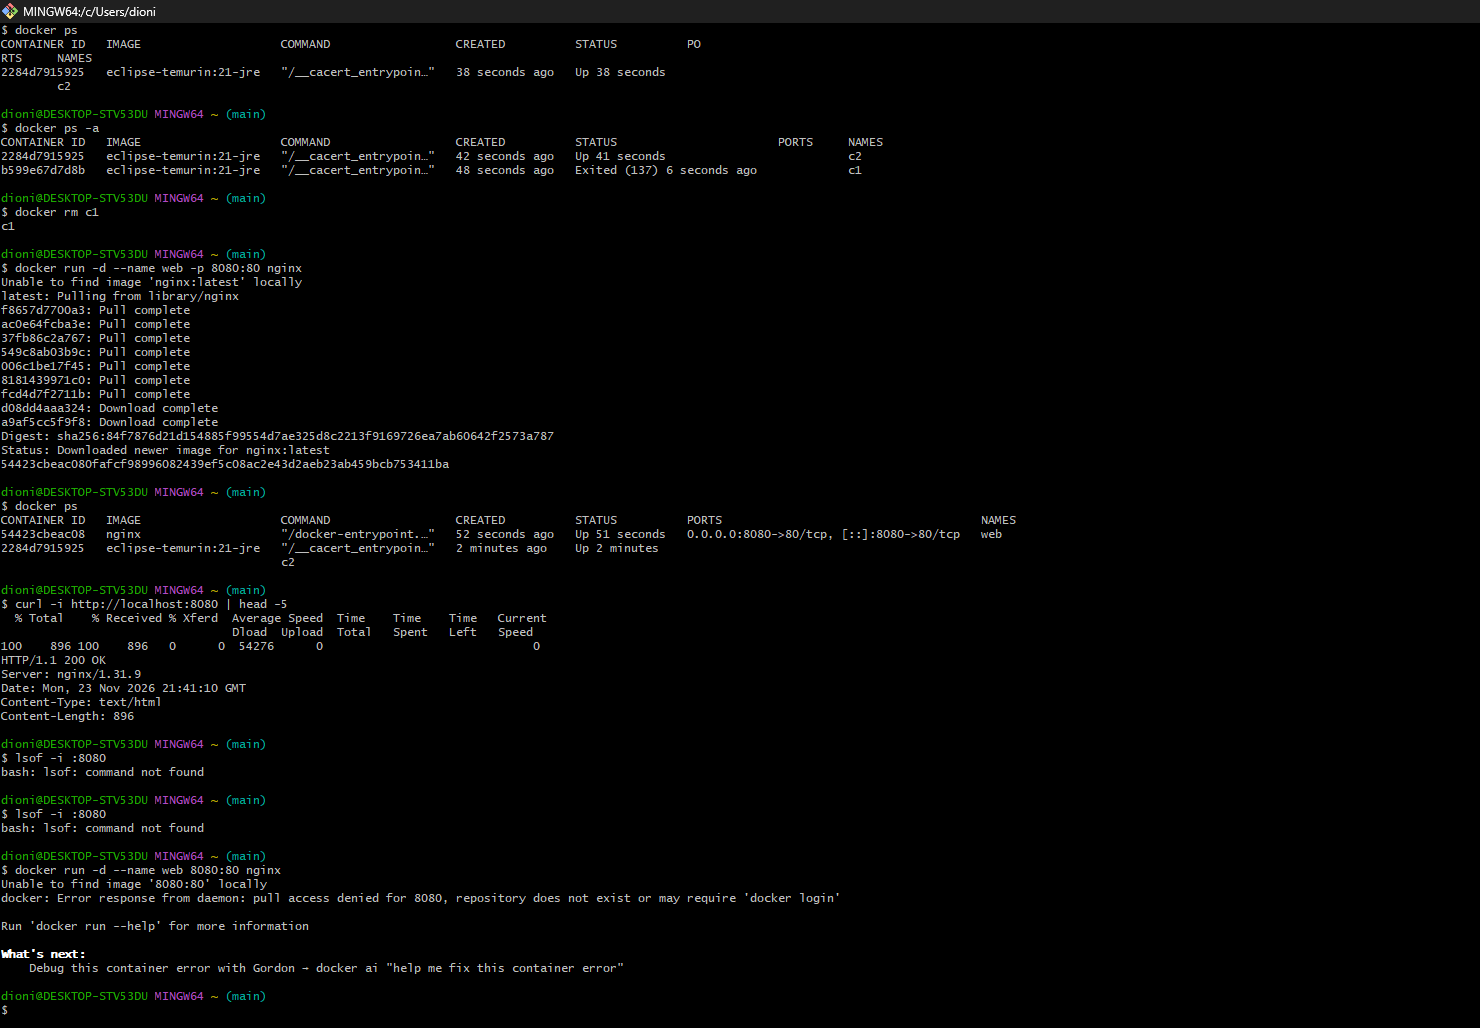 MINGW64:/c/Users/dioni
$ docker ps
CONTAINER ID   IMAGE                    COMMAND                  CREATED          STATUS          PO
RTS     NAMES
2284d7915925   eclipse-temurin:21-jre   "/__cacert_entrypoin…"   38 seconds ago   Up 38 seconds
        c2

dioni@DESKTOP-STV53DU MINGW64 ~ (main)
$ docker ps -a
CONTAINER ID   IMAGE                    COMMAND                  CREATED          STATUS                       PORTS     NAMES
2284d7915925   eclipse-temurin:21-jre   "/__cacert_entrypoin…"   42 seconds ago   Up 41 seconds                          c2
b599e67d7d8b   eclipse-temurin:21-jre   "/__cacert_entrypoin…"   48 seconds ago   Exited (137) 6 seconds ago             c1

dioni@DESKTOP-STV53DU MINGW64 ~ (main)
$ docker rm c1
c1

dioni@DESKTOP-STV53DU MINGW64 ~ (main)
$ docker run -d --name web -p 8080:80 nginx
Unable to find image 'nginx:latest' locally
latest: Pulling from library/nginx
f8657d7700a3: Pull complete
ac0e64fcba3e: Pull complete
37fb86c2a767: Pull complete
549c8ab03b9c: Pull complete
006c1be17f45: Pull complete
8181439971c0: Pull complete
fcd4d7f2711b: Pull complete
d08dd4aaa324: Download complete
a9af5cc5f9f8: Download complete
Digest: sha256:84f7876d21d154885f99554d7ae325d8c2213f9169726ea7ab60642f2573a787
Status: Downloaded newer image for nginx:latest
54423cbeac080fafcf98996082439ef5c08ac2e43d2aeb23ab459bcb753411ba

dioni@DESKTOP-STV53DU MINGW64 ~ (main)
$ docker ps
CONTAINER ID   IMAGE                    COMMAND                  CREATED          STATUS          PORTS                                     NAMES
54423cbeac08   nginx                    "/docker-entrypoint.…"   52 seconds ago   Up 51 seconds   0.0.0.0:8080->80/tcp, [::]:8080->80/tcp   web
2284d7915925   eclipse-temurin:21-jre   "/__cacert_entrypoin…"   2 minutes ago    Up 2 minutes
                                        c2

dioni@DESKTOP-STV53DU MINGW64 ~ (main)
$ curl -i http://localhost:8080 | head -5
  % Total    % Received % Xferd  Average Speed  Time    Time    Time   Current
                                 Dload  Upload  Total   Spent   Left   Speed
100    896 100    896   0      0  54276      0                              0
HTTP/1.1 200 OK
Server: nginx/1.31.9
Date: Mon, 23 Nov 2026 21:41:10 GMT
Content-Type: text/html
Content-Length: 896

dioni@DESKTOP-STV53DU MINGW64 ~ (main)
$ lsof -i :8080
bash: lsof: command not found

dioni@DESKTOP-STV53DU MINGW64 ~ (main)
$ lsof -i :8080
bash: lsof: command not found

dioni@DESKTOP-STV53DU MINGW64 ~ (main)
$ docker run -d --name web 8080:80 nginx
Unable to find image '8080:80' locally
docker: Error response from daemon: pull access denied for 8080, repository does not exist or may require 'docker login'

Run 'docker run --help' for more information

What's next:
    Debug this container error with Gordon → docker ai "help me fix this container error"

dioni@DESKTOP-STV53DU MINGW64 ~ (main)
$